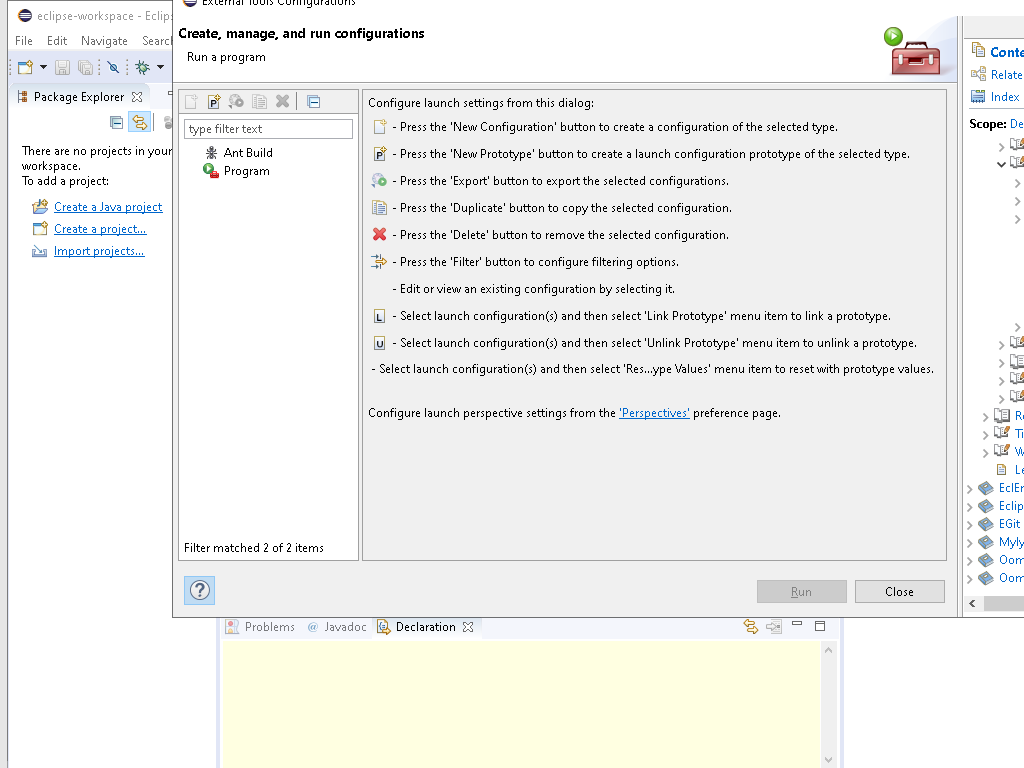 eclipse-workspace - Eclips
External Tools Configurations
File Edit Navigate Search
Create, manage, and run configurations
Run a program
Package Explorer
There are no projects in your
workspace.
To add a project:
Create a Java project
Create a project...
Import projects...
type filter text
Ant Build
Program
Filter matched 2 of 2 items
Configure launch settings from this dialog:
- Press the 'New Configuration' button to create a configuration of the selected type.
- Press the 'New Prototype' button to create a launch configuration prototype of the selected type.
- Press the 'Export' button to export the selected configurations.
- Press the 'Duplicate' button to copy the selected configuration.
- Press the 'Delete' button to remove the selected configuration.
- Press the 'Filter' button to configure filtering options.
- Edit or view an existing configuration by selecting it.
L - Select launch configuration(s) and then select 'Link Prototype' menu item to link a prototype.
U - Select launch configuration(s) and then select 'Unlink Prototype' menu item to unlink a prototype.
- Select launch configuration(s) and then select 'Res...ype Values' menu item to reset with prototype values.
Configure launch perspective settings from the 'Perspectives' preference page.
Run
Close
Conte
Relate
Index
Scope: De
Re
Ti
W
Le
EclEr
Eclip
EGit
Myly
Oom
Oom
Problems @ Javadoc Declaration